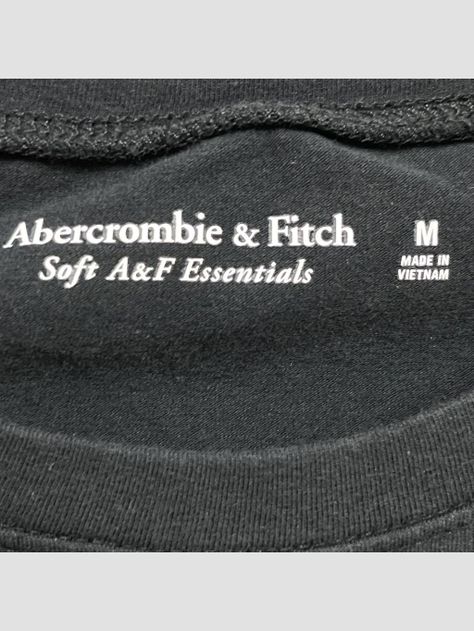 Abercrombie & Fitch
Soft A&F Essentials
M
MADE IN
VIETNAM